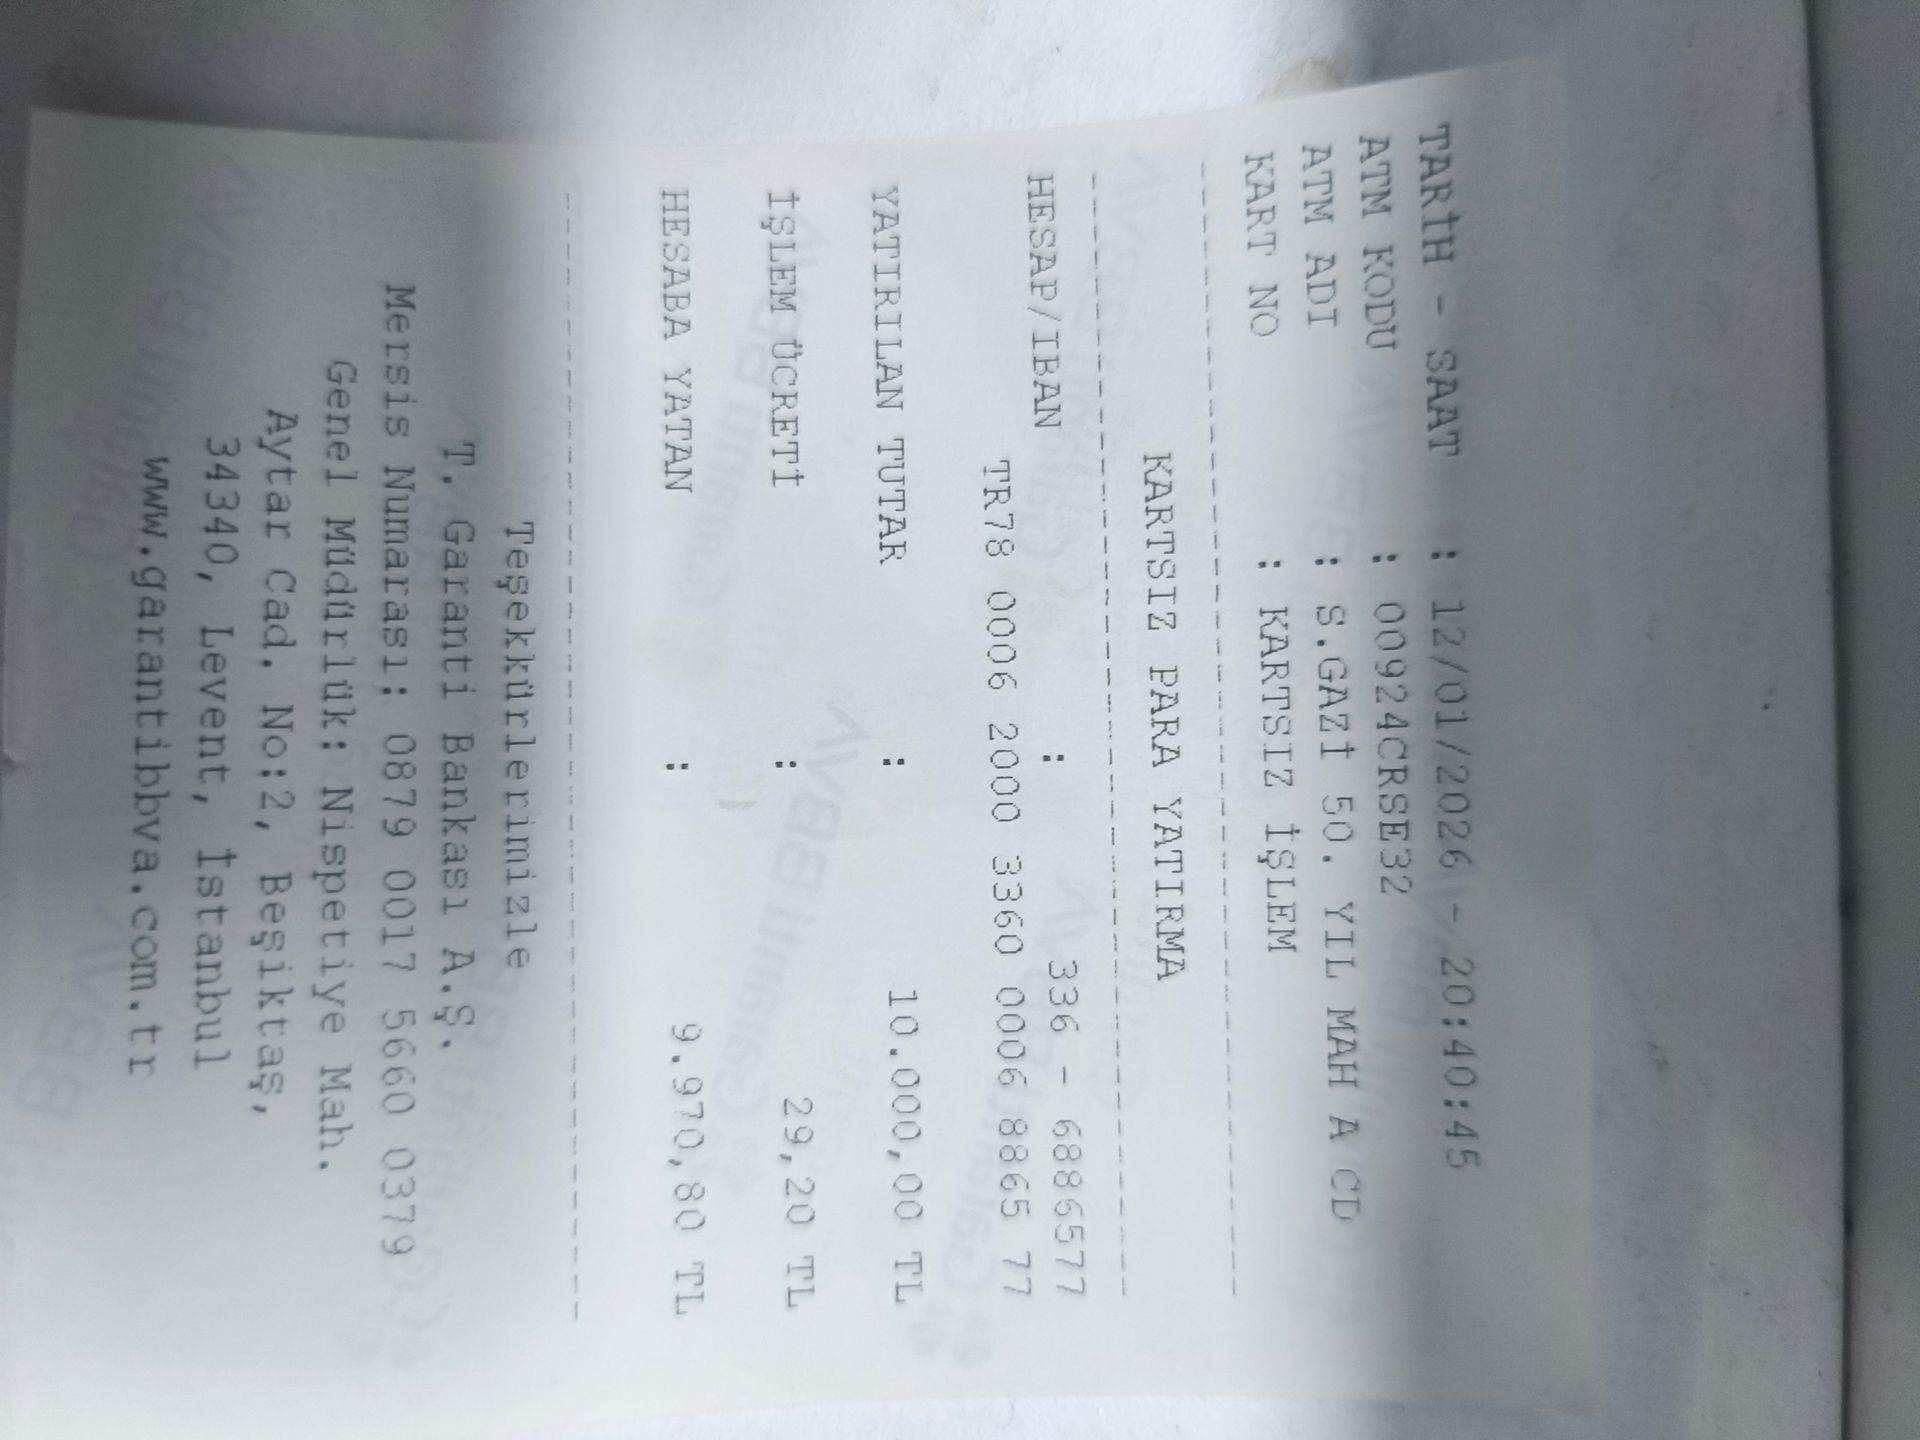 TARİH - SAAT : 12/01/2026 - 20:40:45
ATM KODU : 00924CRSE32
ATM ADI : S.GAZİ 50. YIL MAH A CD
KART NO : KARTSIZ İŞLEM
--------------------------------
KARTSIZ PARA YATIRMA
--------------------------------
HESAP/IBAN : 336 - 6886577
TR78 0006 2000 3360 0006 8865 77
YATIRILAN TUTAR : 10.000,00 TL
İŞLEM ÜCRETİ : 29,20 TL
HESABA YATAN : 9.970,80 TL
--------------------------------
Teşekkürlerimizle
T. Garanti Bankası A.Ş.
Mersis Numarası: 0879 0017 5660 0379
Genel Müdürlük: Nispetiye Mah.
Aytar Cad. No:2, Beşiktaş,
34340, Levent, İstanbul
www.garantibbva.com.tr